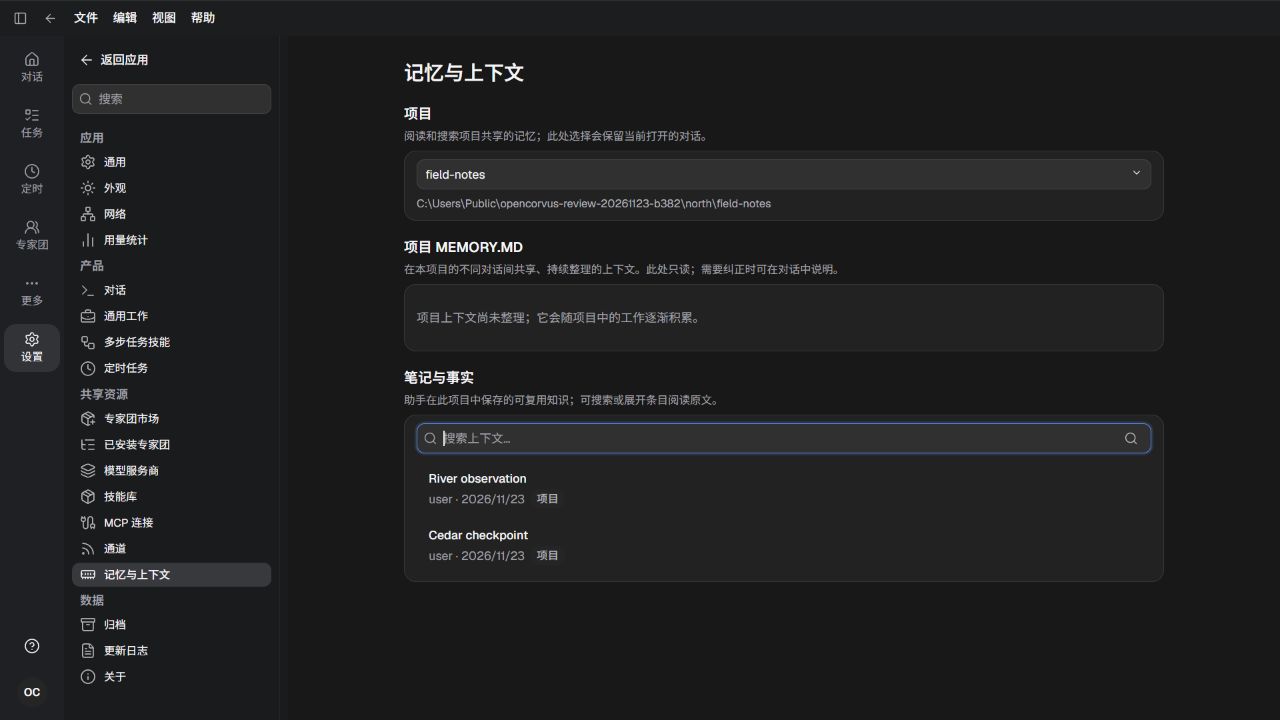 文件 编辑 视图 帮助
对话
任务
定时
专家团
更多
设置
OC
返回应用
搜索
应用
通用
外观
网络
用量统计
产品
对话
通用工作
多步任务技能
定时任务
共享资源
专家团市场
已安装专家团
模型服务商
技能库
MCP 连接
通道
记忆与上下文
数据
归档
更新日志
关于
记忆与上下文
项目
阅读和搜索项目共享的记忆；此处选择会保留当前打开的对话。
field-notes
C:\Users\Public\opencorvus-review-20261123-b382\north\field-notes
项目 MEMORY.MD
在本项目的不同对话间共享、持续整理的上下文。此处只读；需要纠正时可在对话中说明。
项目上下文尚未整理；它会随项目中的工作逐渐积累。
笔记与事实
助手在此项目中保存的可复用知识；可搜索或展开条目阅读原文。
搜索上下文...
River observation
user · 2026/11/23 项目
Cedar checkpoint
user · 2026/11/23 项目